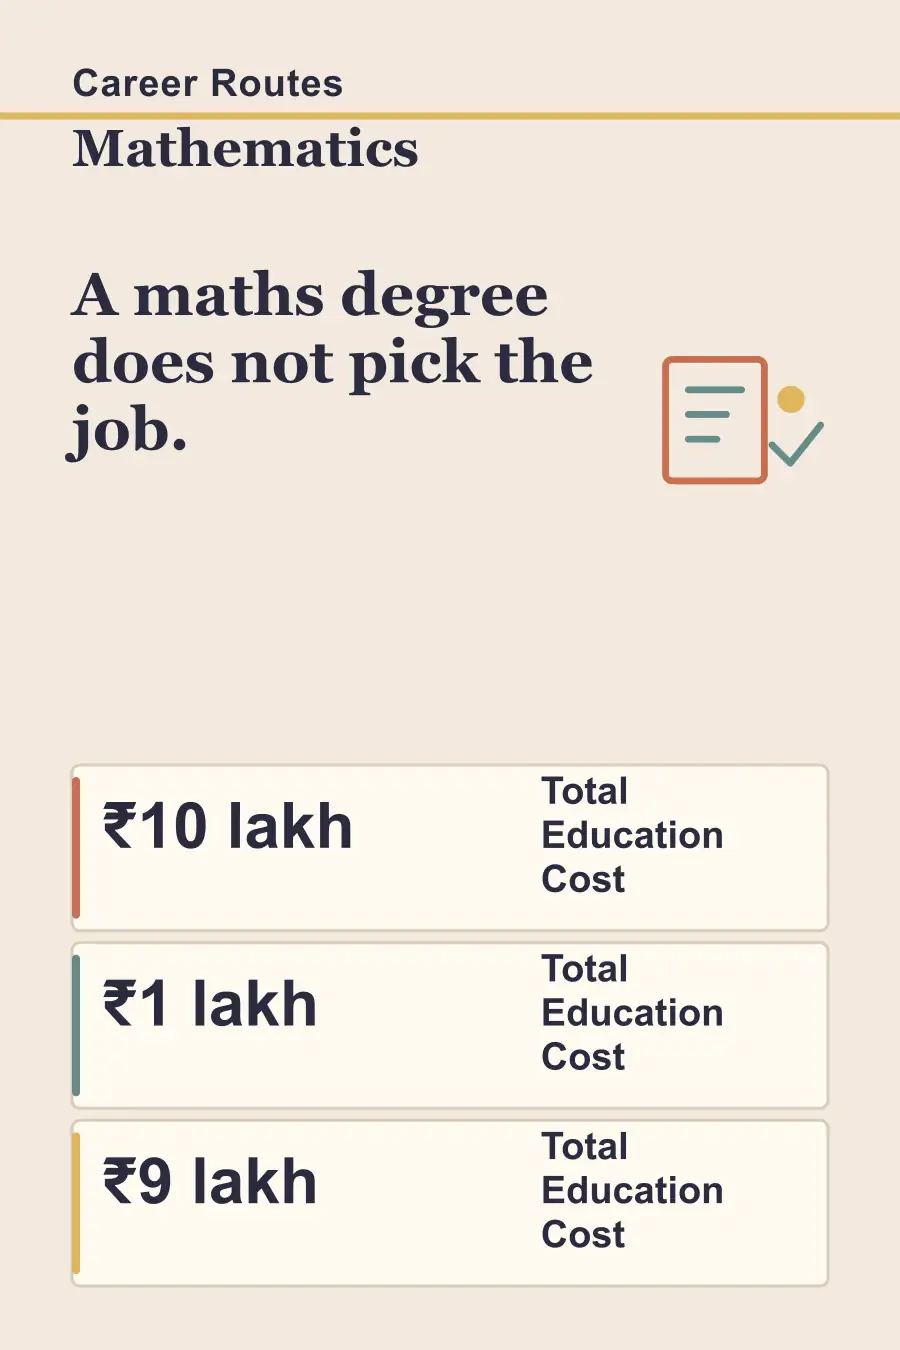 Career Routes
Mathematics
A maths degree
does not pick the
job.
₹10 lakh
Total
Education
Cost
₹1 lakh
Total
Education
Cost
₹9 lakh
Total
Education
Cost